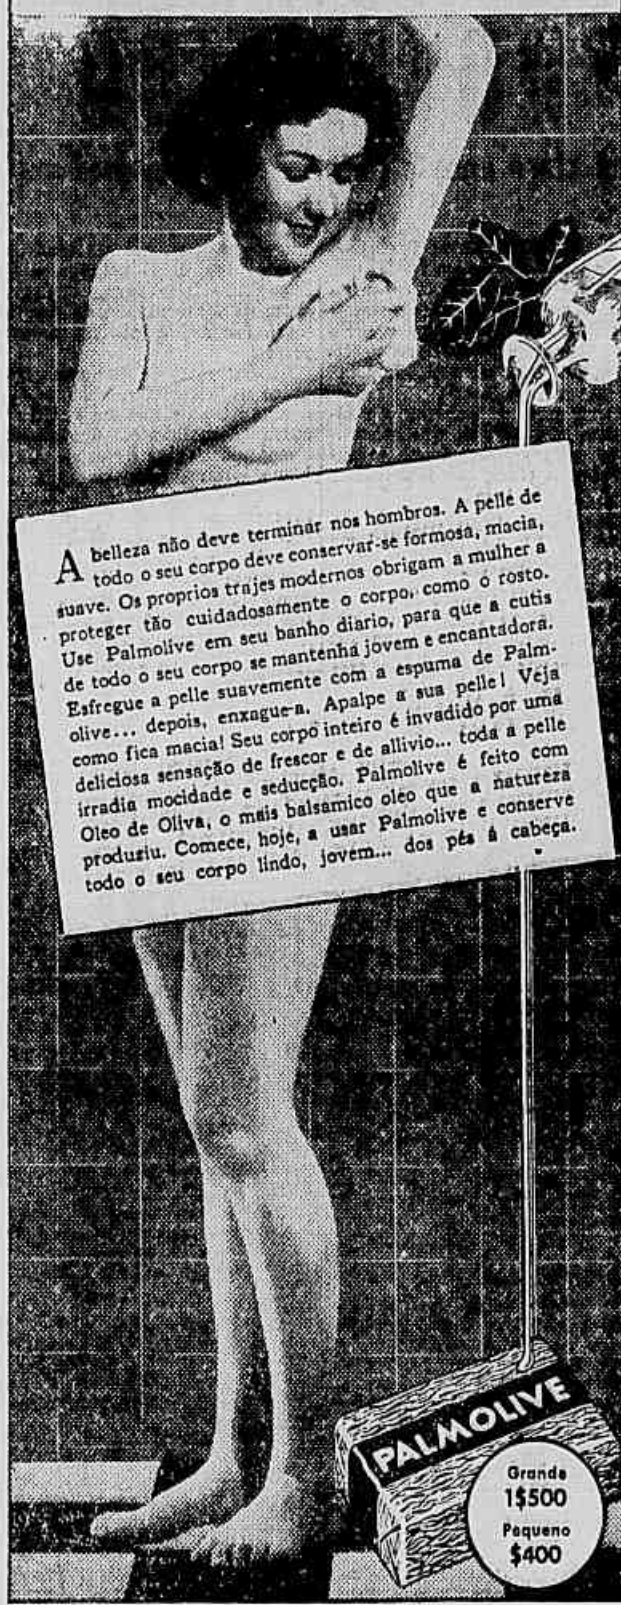 A belleza não deve terminar nos hombros. A pelle de
todo o seu corpo deve conservar-se formosa, macia,
suave. Os proprios trajes modernos obrigam a mulher a
proteger tão cuidadosamente o corpo, como o rosto.
Use Palmolive em seu banho diario, para que a cutis
de todo o seu corpo se mantenha jovem e encantadora.
Esfregue a pelle suavemente com a espuma de Palm-
olive... depois, enxague-a. Apalpe a sua pelle! Veja
como fica macia! Seu corpo inteiro é invadido por uma
deliciosa sensação de frescor e de allivio... toda a pelle
irradia mocidade e seducção. Palmolive é feito com
Oleo de Oliva, o mais balsamico oleo que a natureza
produziu. Comece, hoje, a usar Palmolive e conserve
todo o seu corpo lindo, jovem... dos pés á cabeça.
PALMOLIVE
Grande
1$500
Pequeno
$400